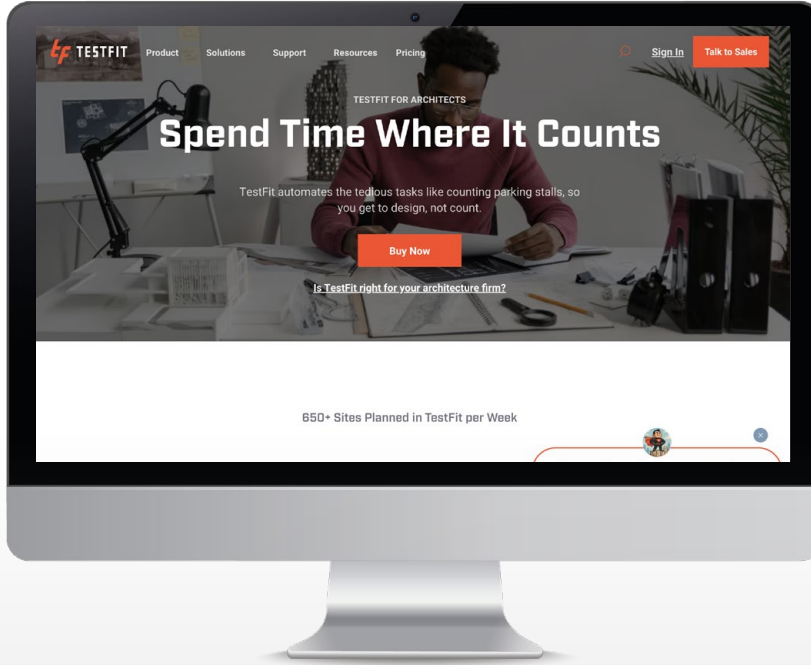 TESTFIT
Product Solutions Support Resources Pricing
Sign In
Talk to Sales
TESTFIT FOR ARCHITECTS
Spend Time Where It Counts
TestFit automates the tedious tasks like counting parking stalls, so
you get to design, not count.
Buy Now
Is TestFit right for your architecture firm?
650+ Sites Planned in TestFit per Week